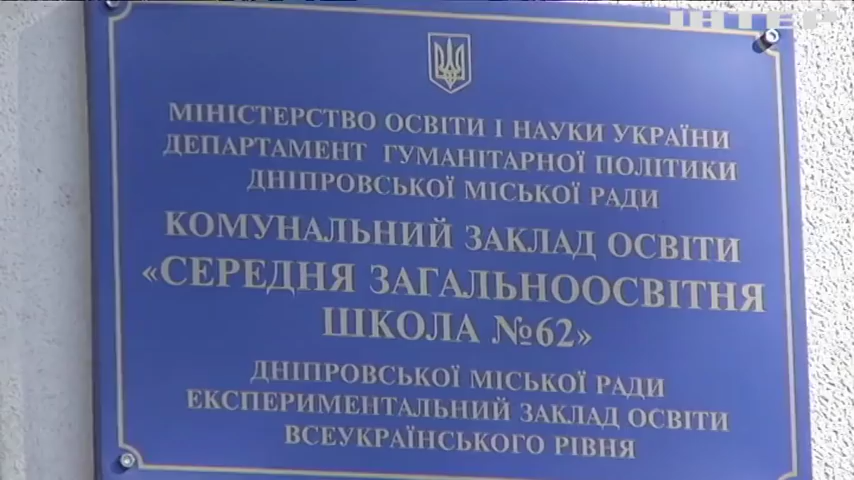 ІНТЕР
МІНІСТЕРСТВО ОСВІТИ І НАУКИ УКРАЇНИ
ДЕПАРТАМЕНТ ГУМАНІТАРНОЇ ПОЛІТИКИ
ДНІПРОВСЬКОЇ МІСЬКОЇ РАДИ
КОМУНАЛЬНИЙ ЗАКЛАД ОСВІТИ
«СЕРЕДНЯ ЗАГАЛЬНООСВІТНЯ
ШКОЛА №62»
ДНІПРОВСЬКОЇ МІСЬКОЇ РАДИ
ЕКСПЕРИМЕНТАЛЬНИЙ ЗАКЛАД ОСВІТИ
ВСЕУКРАЇНСЬКОГО РІВНЯ